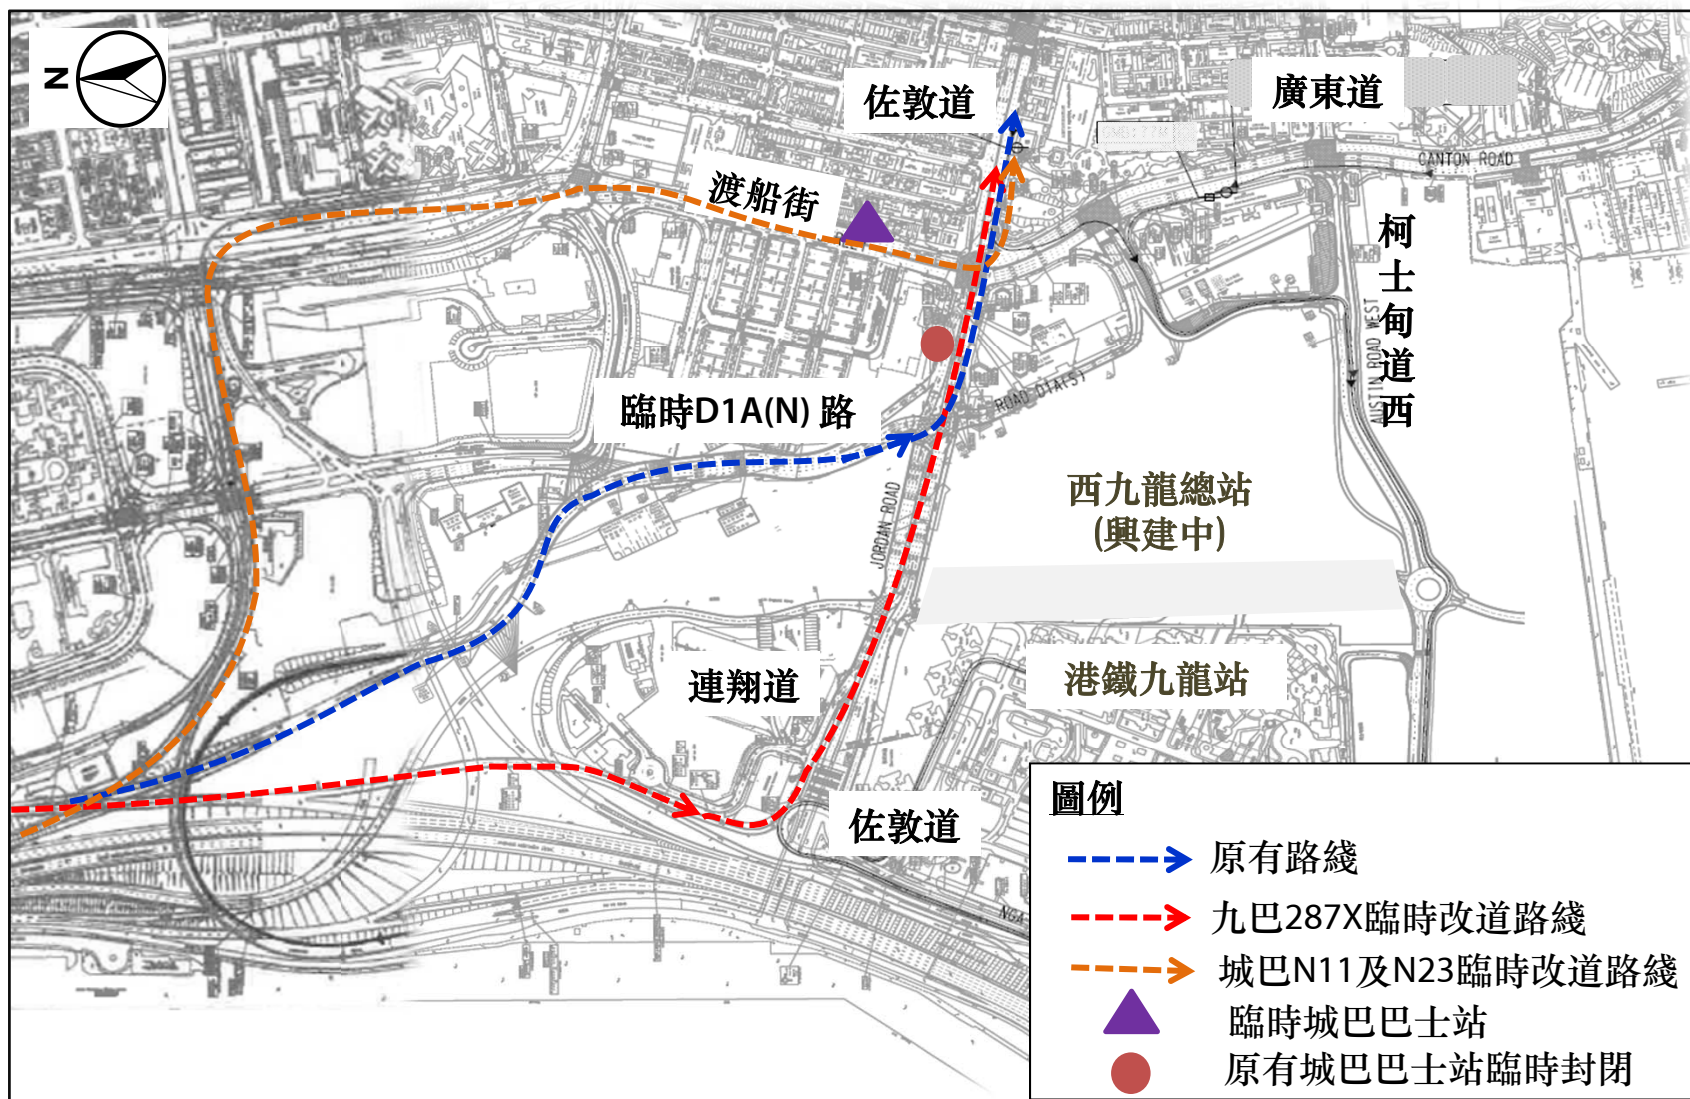 N
佐敦道
廣東道
CANTON ROAD
渡船街
柯士甸道西
AUSTIN ROAD WEST
臨時D1A(N) 路
ROAD D1A(S)
JORDAN ROAD
西九龍總站
(興建中)
連翔道
港鐵九龍站
佐敦道
NGA
圖例
原有路綫
九巴287X臨時改道路綫
城巴N11及N23臨時改道路綫
臨時城巴巴士站
原有城巴巴士站臨時封閉